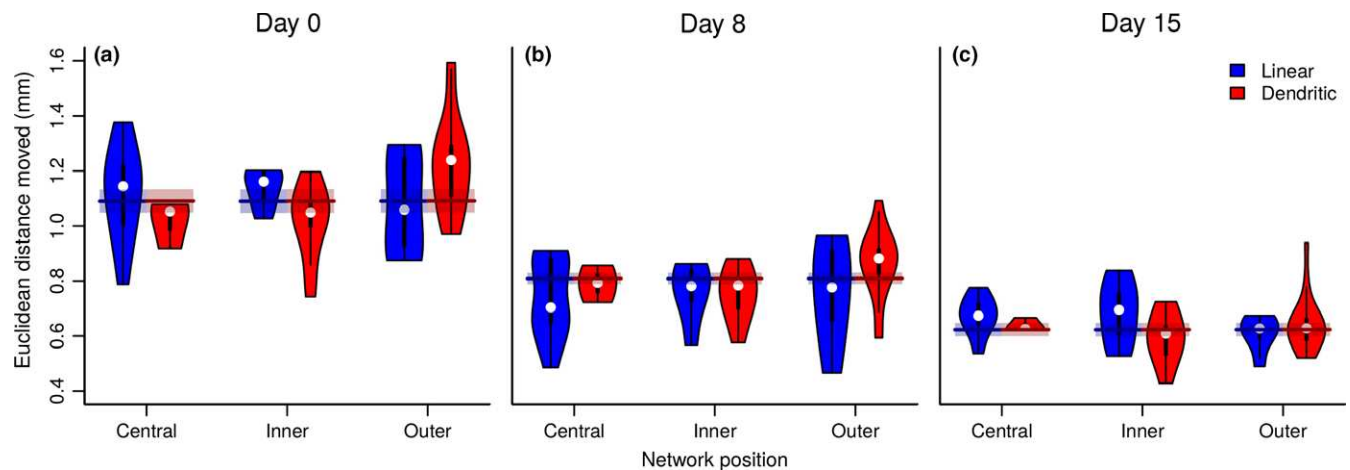 Day 0
Day 8
Day 15
(a)
(b)
(c)
Linear
Dendritic
Euclidean distance moved (mm)
1.6
1.4
1.2
1.0
0.8
0.6
0.4
Central
Inner
Outer
Central
Inner
Outer
Central
Inner
Outer
Network position